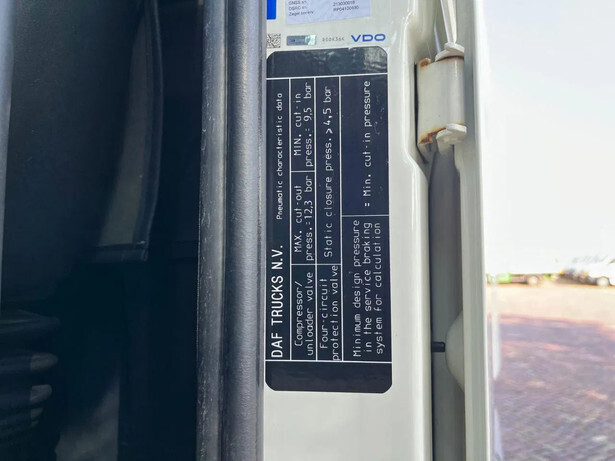 VDO
DAF TRUCKS N.V. Pneumatic characteristic data
Compressor/
unloader valve
MAX. cut-out
press.=12,3 bar
MIN. cut-in
press.= 9,5 bar
Four-circuit
protection valve
Static closure press. >4,5 bar
Minimum design pressure
in the service braking
system for calculation
= Min. cut-in pressure